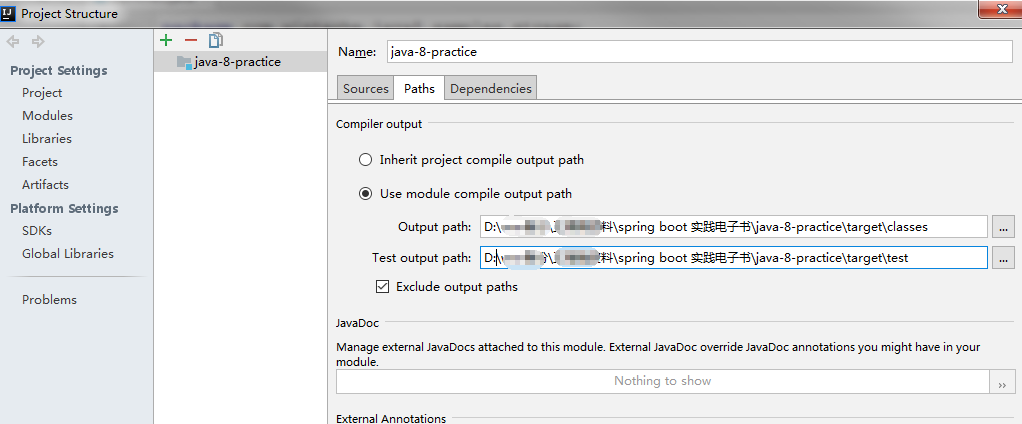 Project Structure
Project Settings
Project
Modules
Libraries
Facets
Artifacts
Platform Settings
SDKs
Global Libraries
Problems
java-8-practice
Name: java-8-practice
Sources Paths Dependencies
Compiler output
Inherit project compile output path
Use module compile output path
Output path: D:\ 料\spring boot 实践电子书\java-8-practice\target\classes ...
Test output path: D:\ 料\spring boot 实践电子书\java-8-practice\target\test ...
Exclude output paths
JavaDoc
Manage external JavaDocs attached to this module. External JavaDoc override JavaDoc annotations you might have in your
module.
Nothing to show
»
External Annotations